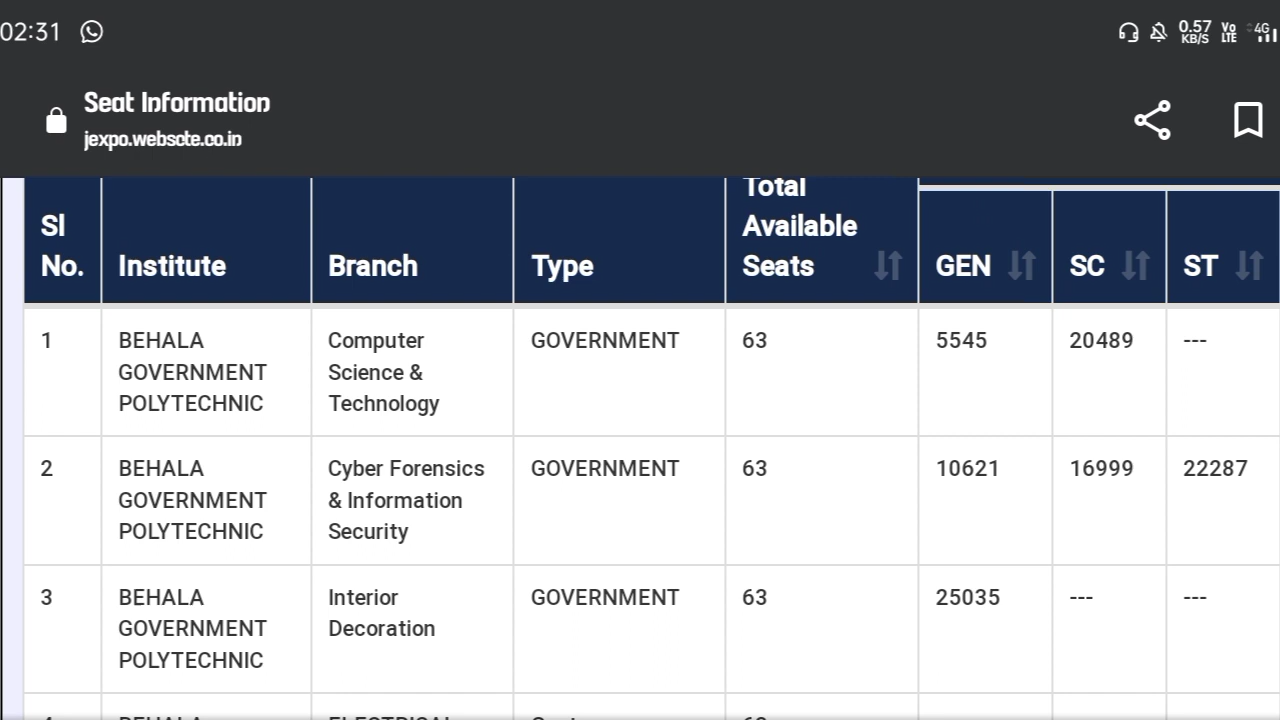 02:31
0.57 KB/S Vo LTE 4G
Seat Information
jexpo.websote.co.in
Sl No. Institute Branch Type Total Available Seats GEN SC ST
1 BEHALA GOVERNMENT POLYTECHNIC Computer Science & Technology GOVERNMENT 63 5545 20489 ---
2 BEHALA GOVERNMENT POLYTECHNIC Cyber Forensics & Information Security GOVERNMENT 63 10621 16999 22287
3 BEHALA GOVERNMENT POLYTECHNIC Interior Decoration GOVERNMENT 63 25035 --- ---